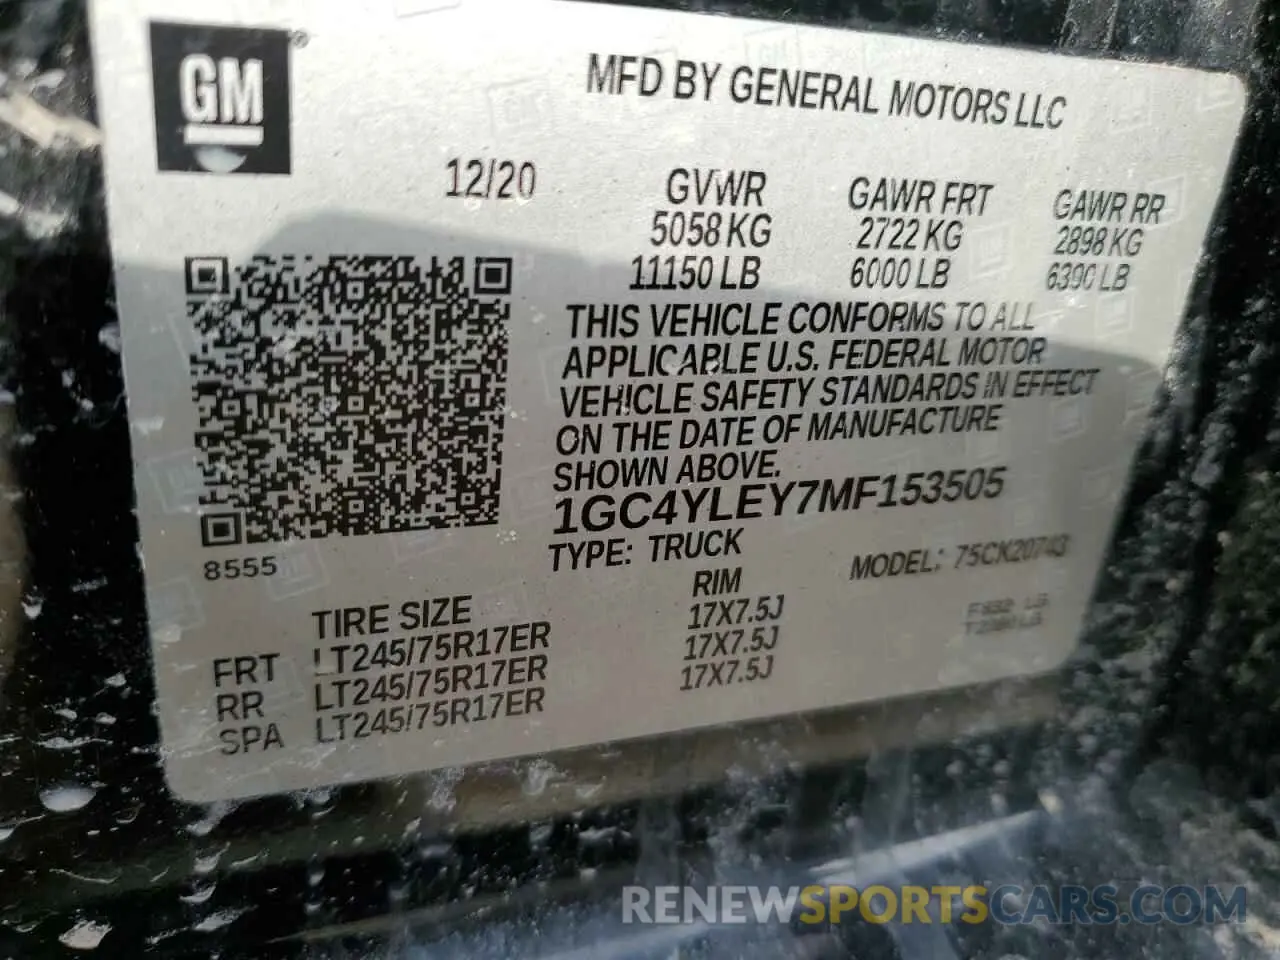 GM
MFD BY GENERAL MOTORS LLC
12/20
GVWR GAWR FRT GAWR RR
5058 KG 2722 KG 2898 KG
11150 LB 6000 LB 6390 LB
THIS VEHICLE CONFORMS TO ALL
APPLICABLE U.S. FEDERAL MOTOR
VEHICLE SAFETY STANDARDS IN EFFECT
ON THE DATE OF MANUFACTURE
SHOWN ABOVE.
1GC4YLEY7MF153505
TYPE: TRUCK MODEL: 75CK20743
8555
TIRE SIZE RIM
FRT LT245/75R17ER 17X7.5J
RR LT245/75R17ER 17X7.5J
SPA LT245/75R17ER 17X7.5J
RENEWSPORTSCARS.COM